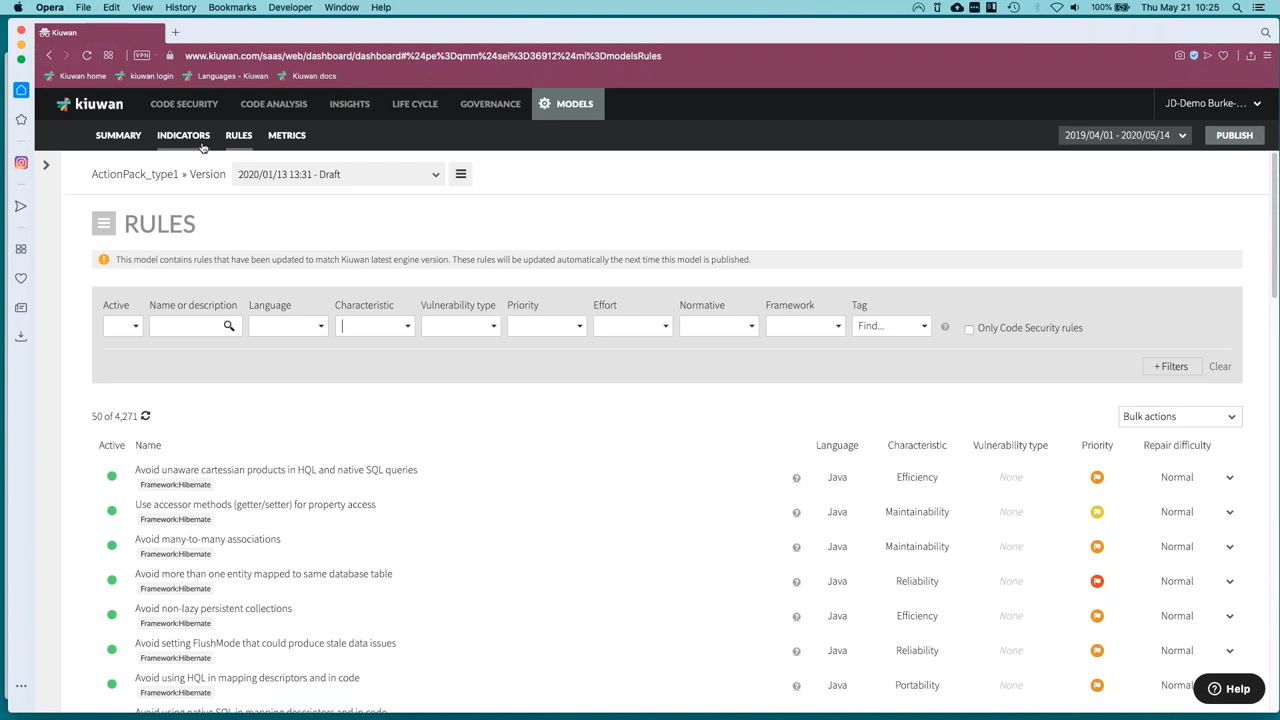 Opera File Edit View History Bookmarks Developer Window Help 100% Thu May 21 10:25
Kiuwan
VPN www.kiuwan.com/saas/web/dashboard/dashboard#%24pe%3Dqmm%24sei%3D36912%24mi%3DmodelsRules
Kiuwan home kiuwan login Languages - Kiuwan Kiuwan docs
kiuwan CODE SECURITY CODE ANALYSIS INSIGHTS LIFE CYCLE GOVERNANCE MODELS JD-Demo Burke-...
SUMMARY INDICATORS RULES METRICS 2019/04/01 - 2020/05/14 PUBLISH
ActionPack_type1 » Version 2020/01/13 13:31 - Draft
RULES
This model contains rules that have been updated to match Kiuwan latest engine version. These rules will be updated automatically the next time this model is published.
Active Name or description Language Characteristic Vulnerability type Priority Effort Normative Framework Tag
Find... Only Code Security rules
+ Filters Clear
50 of 4,271 Bulk actions
Active Name Language Characteristic Vulnerability type Priority Repair difficulty
Avoid unaware cartessian products in HQL and native SQL queries
Framework:Hibernate Java Efficiency None Normal
Use accessor methods (getter/setter) for property access
Framework:Hibernate Java Maintainability None Normal
Avoid many-to-many associations
Framework:Hibernate Java Maintainability None Normal
Avoid more than one entity mapped to same database table
Framework:Hibernate Java Reliability None Normal
Avoid non-lazy persistent collections
Framework:Hibernate Java Efficiency None Normal
Avoid setting FlushMode that could produce stale data issues
Framework:Hibernate Java Reliability None Normal
Avoid using HQL in mapping descriptors and in code
Framework:Hibernate Java Portability None Normal
Avoid using native SQL in mapping descriptors and in code
Help